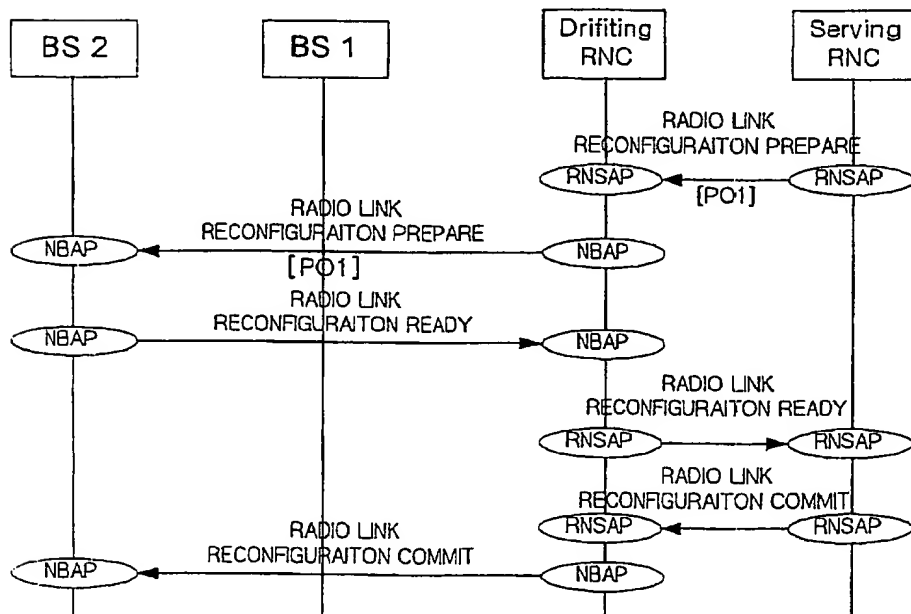 BS 2
BS 1
Drifiting
RNC
Serving
RNC
RADIO LINK
RECONFIGURAITON PREPARE
RNSAP
RNSAP
[PO1]
RADIO LINK
RECONFIGURAITON PREPARE
NBAP
NBAP
[PO1]
RADIO LINK
RECONFIGURAITON READY
NBAP
NBAP
RADIO LINK
RECONFIGURAITON READY
RNSAP
RNSAP
RADIO LINK
RECONFIGURAITON COMMIT
RNSAP
RNSAP
RADIO LINK
RECONFIGURAITON COMMIT
NBAP
NBAP